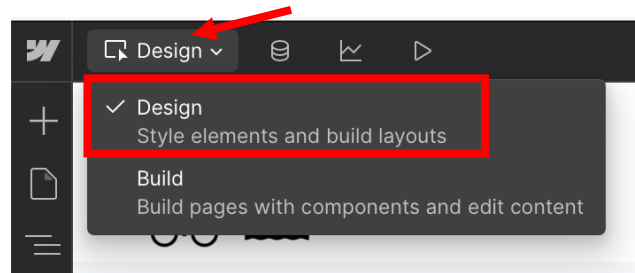 Design
Design
Style elements and build layouts
Build
Build pages with components and edit content